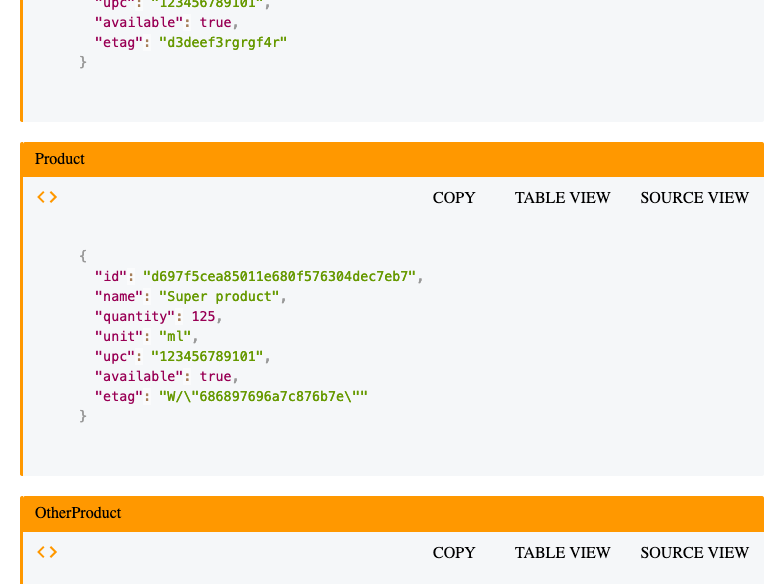 "upc": "123456789101",
"available": true,
"etag": "d3deef3rgrgf4r"
}
Product
<> COPY TABLE VIEW SOURCE VIEW
{
"id": "d697f5cea85011e680f576304dec7eb7",
"name": "Super product",
"quantity": 125,
"unit": "ml",
"upc": "123456789101",
"available": true,
"etag": "W/\"686897696a7c876b7e\""
}
OtherProduct
<> COPY TABLE VIEW SOURCE VIEW